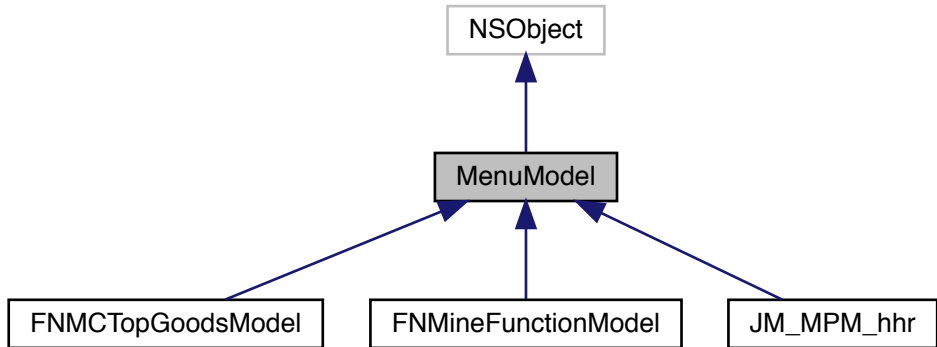 NSObject
MenuModel
FNMCTopGoodsModel
FNMineFunctionModel
JM_MPM_hhr